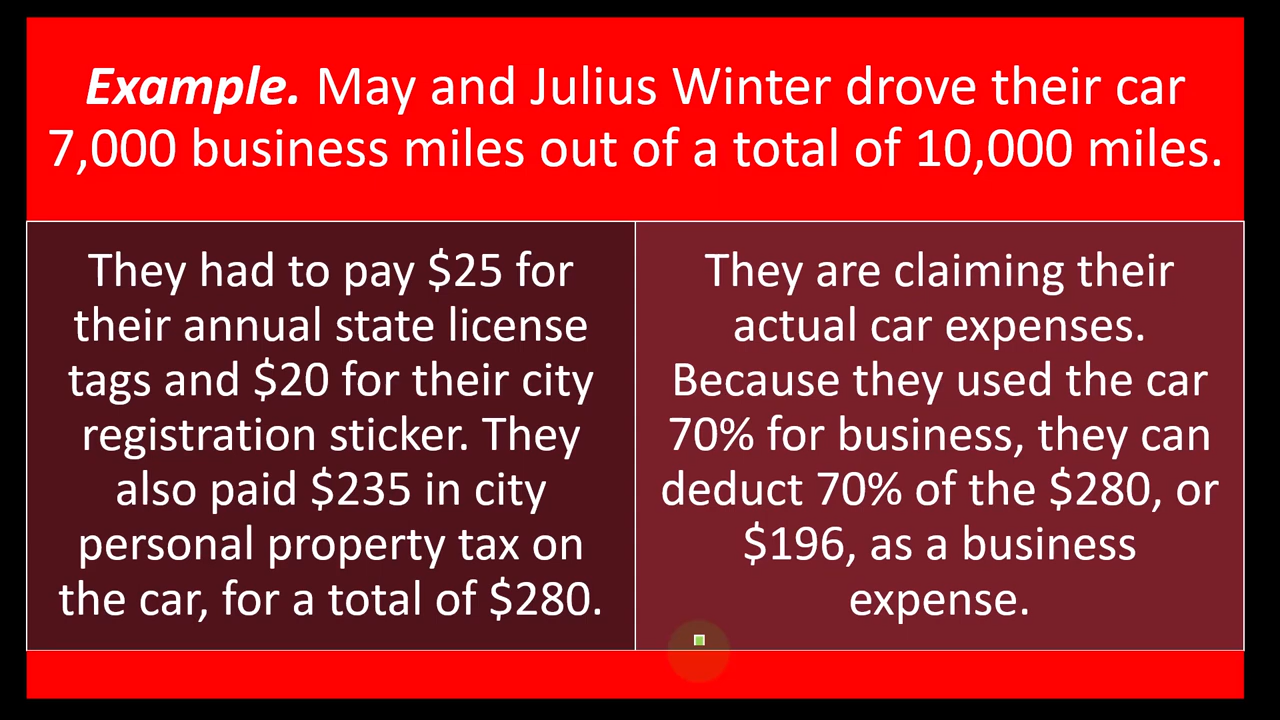 Example. May and Julius Winter drove their car
7,000 business miles out of a total of 10,000 miles.
They had to pay $25 for
their annual state license
tags and $20 for their city
registration sticker. They
also paid $235 in city
personal property tax on
the car, for a total of $280.
They are claiming their
actual car expenses.
Because they used the car
70% for business, they can
deduct 70% of the $280, or
$196, as a business
expense.